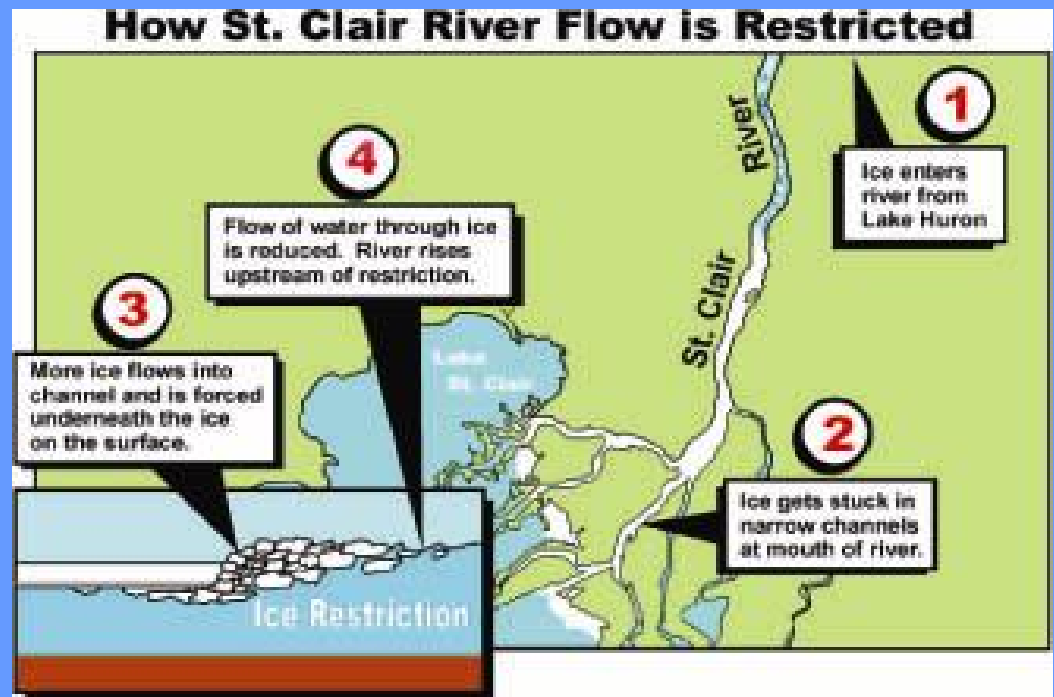 How St. Clair River Flow is Restricted
1
Ice enters
river from
Lake Huron
St. Clair River
2
Ice gets stuck in
narrow channels
at mouth of river.
3
More ice flows into
channel and is forced
underneath the ice
on the surface.
4
Flow of water through ice
is reduced. River rises
upstream of restriction.
Lake
St. Clair
Ice Restriction